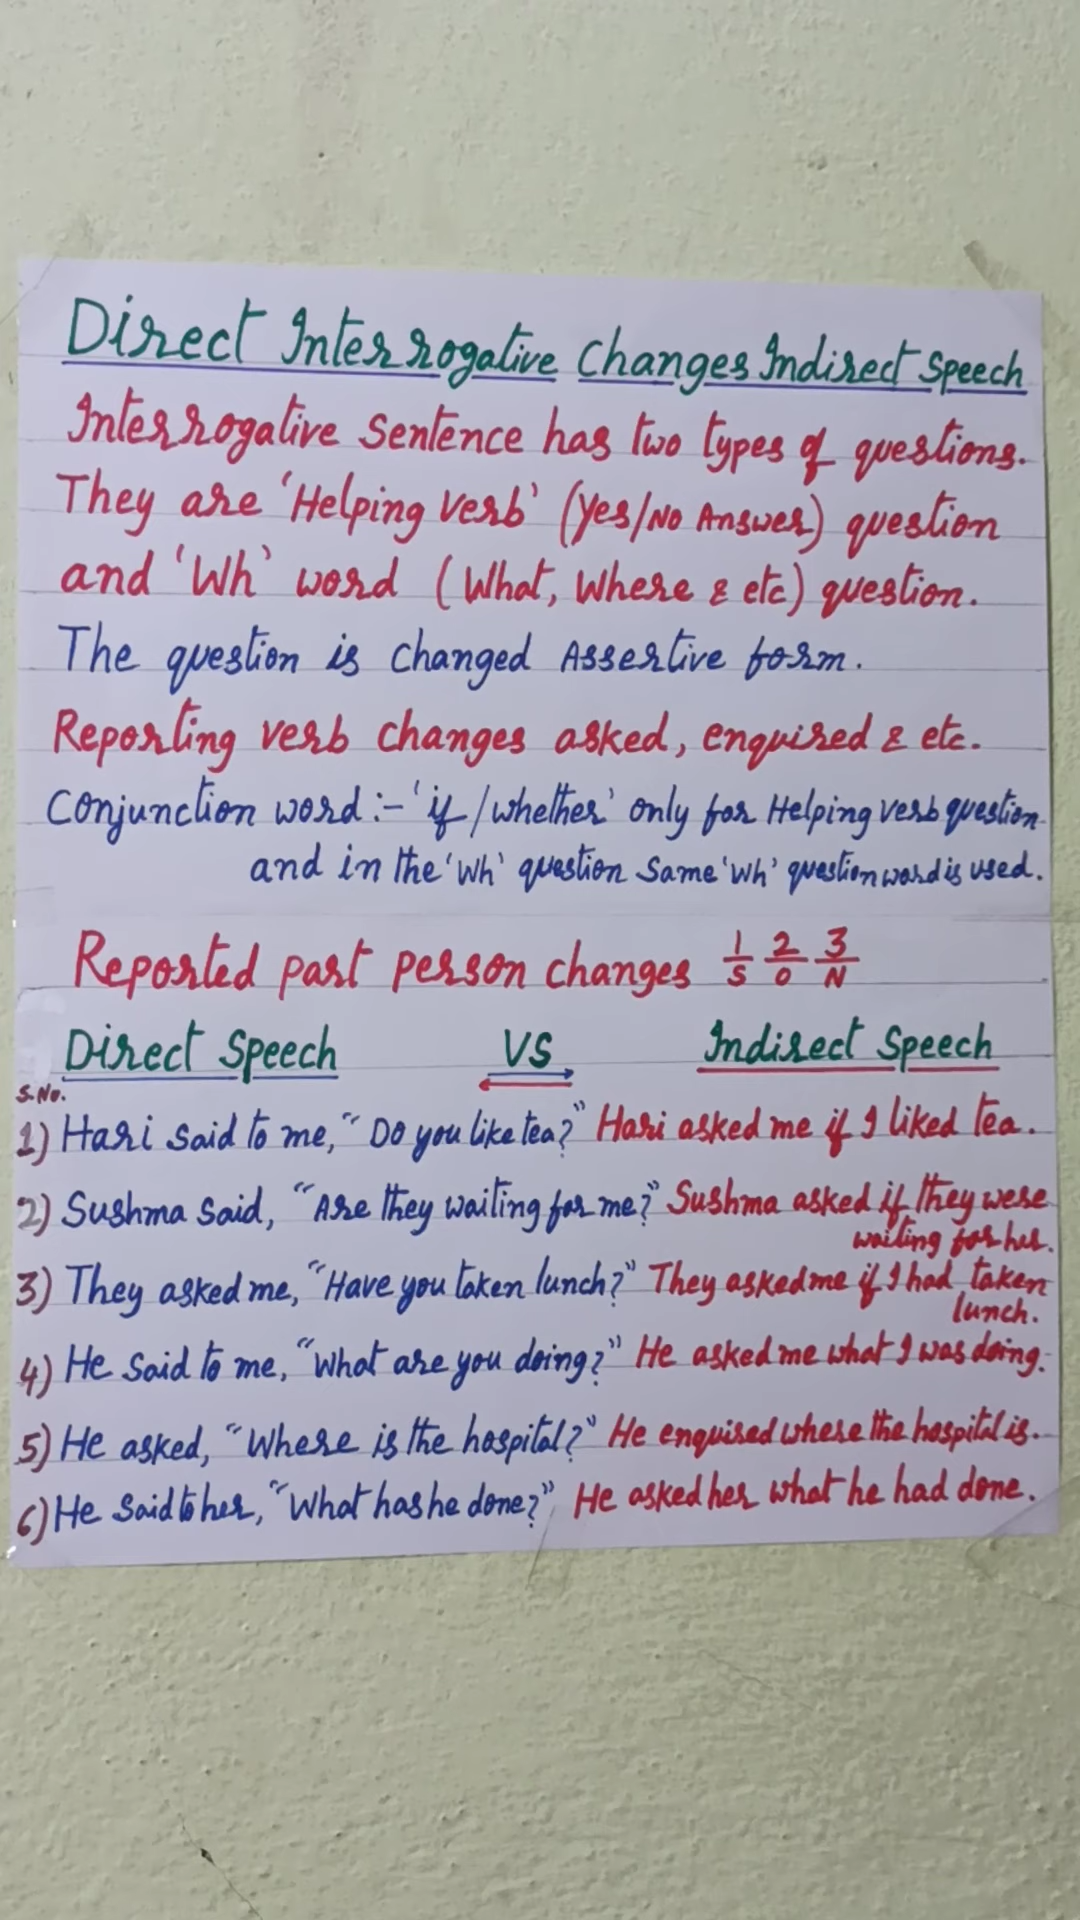 Direct Interrogative Changes Indirect Speech
Interrogative Sentence has two types of questions.
They are 'Helping Verb' (Yes/No Answer) question
and 'Wh' word (What, Where & etc) question.
The question is changed Assertive form.
Reporting verb changes asked, enquired & etc.
Conjunction word :- 'if/whether' only for Helping verb question
and in the 'Wh' question Same 'Wh' question word is used.
Reported part person changes 1/S 2/O 3/N
Direct Speech VS Indirect Speech
S.No.
1) Hari said to me, "Do you like tea?" Hari asked me if I liked tea.
2) Sushma Said, "Are they waiting for me?" Sushma asked if they were
waiting for her.
3) They asked me, "Have you taken lunch?" They asked me if I had taken
lunch.
4) He Said to me, "What are you doing?" He asked me what I was doing.
5) He asked, "Where is the hospital?" He enquired where the hospital is.
6) He Said to her, "What has he done?" He asked her what he had done.